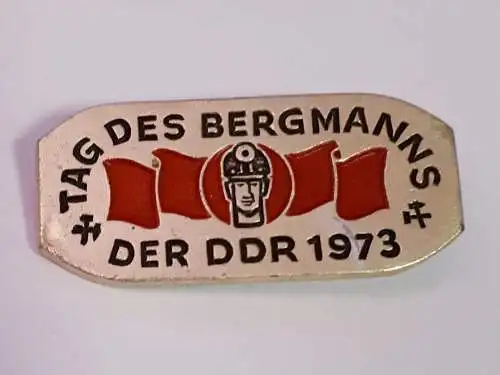 TAG DES BERGMANNS
DER DDR 1973